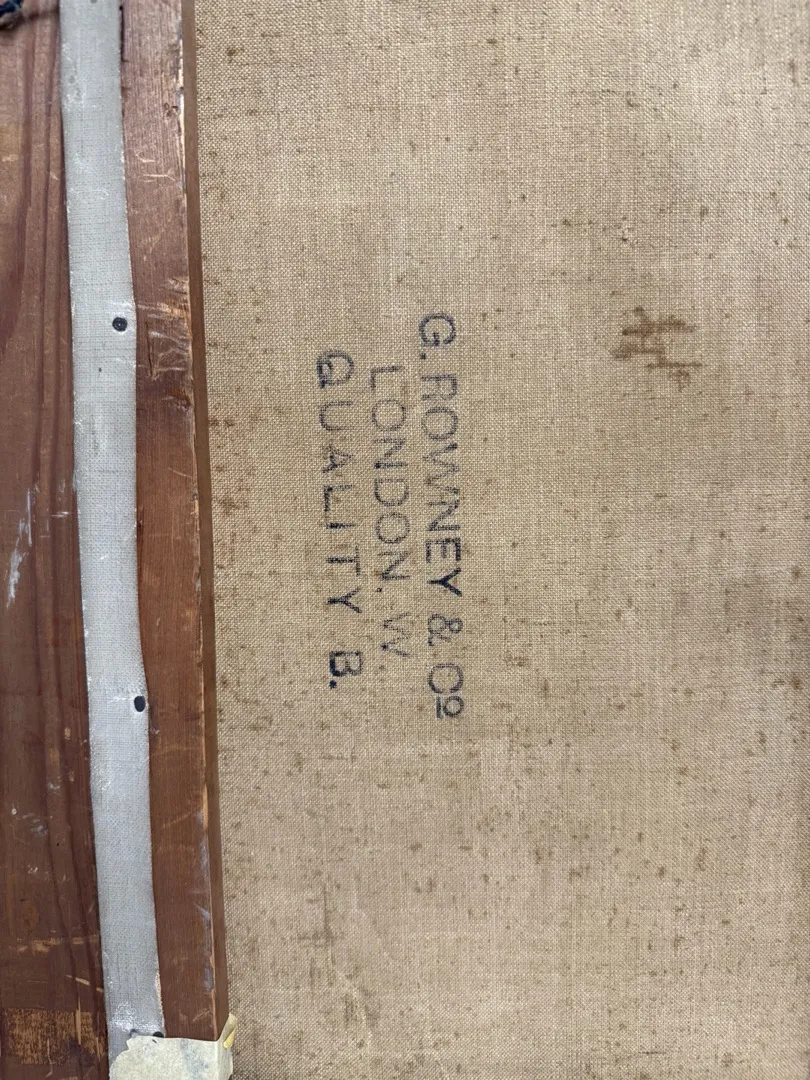 G. ROWNEY & Cº
LONDON. W.
QUALITY B.